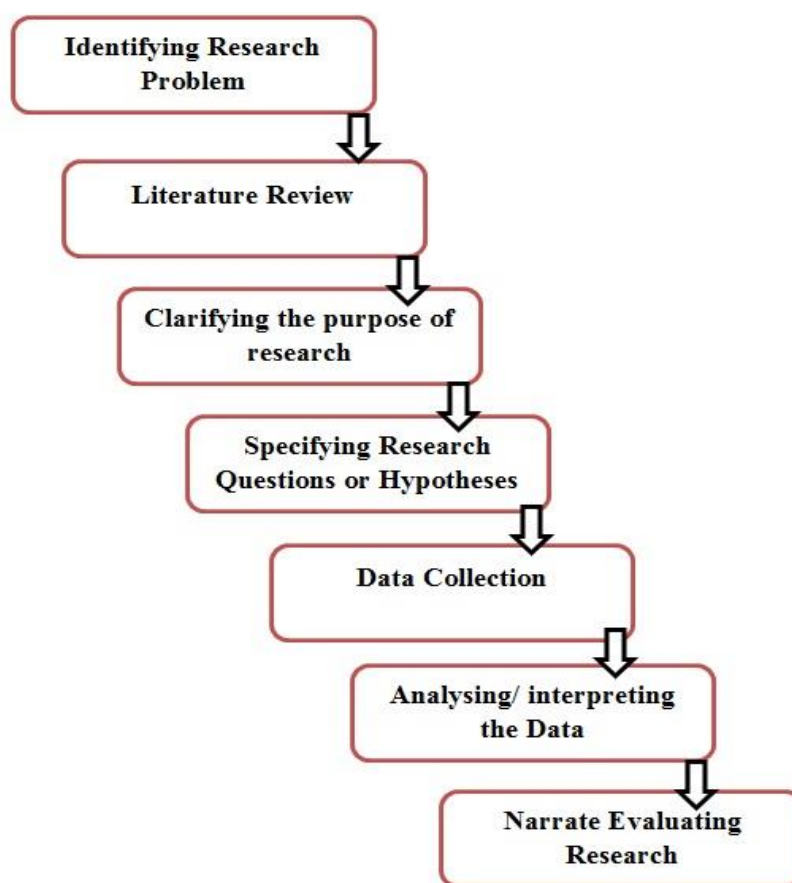 Identifying Research
Problem
Literature Review
Clarifying the purpose of
research
Specifying Research
Questions or Hypotheses
Data Collection
Analysing/ interpreting
the Data
Narrate Evaluating
Research